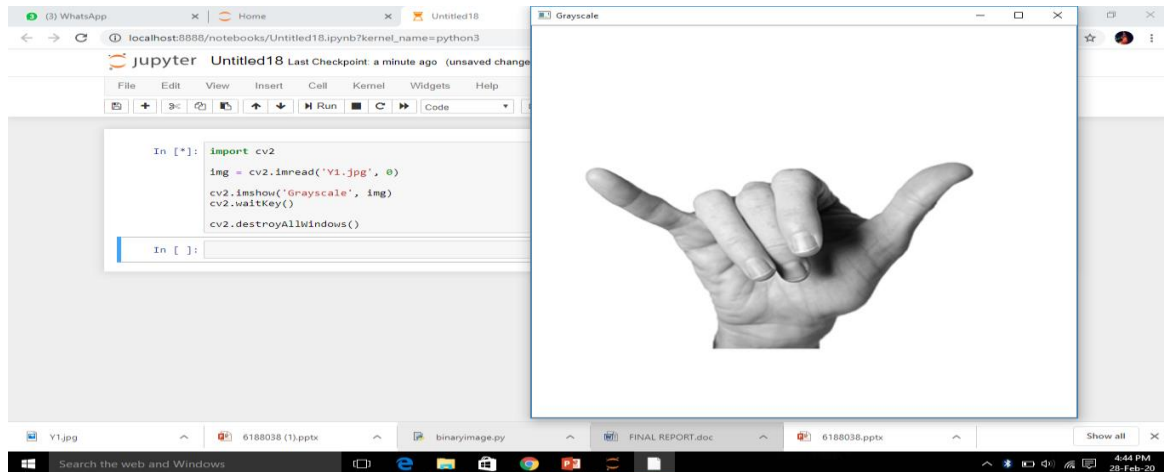 (3) WhatsApp
Home
Untitled18
Grayscale
localhost:8888/notebooks/Untitled18.ipynb?kernel_name=python3
jupyter Untitled18 Last Checkpoint: a minute ago (unsaved change
File Edit View Insert Cell Kernel Widgets Help
Run
Code
In [*]: import cv2
img = cv2.imread('Y1.jpg', 0)
cv2.imshow('Grayscale', img)
cv2.waitKey()
cv2.destroyAllWindows()
In [ ]:
Y1.jpg
6188038 (1).pptx
binaryimage.py
FINAL REPORT.doc
6188038.pptx
Show all
Search the web and Windows
4:44 PM
28-Feb-20